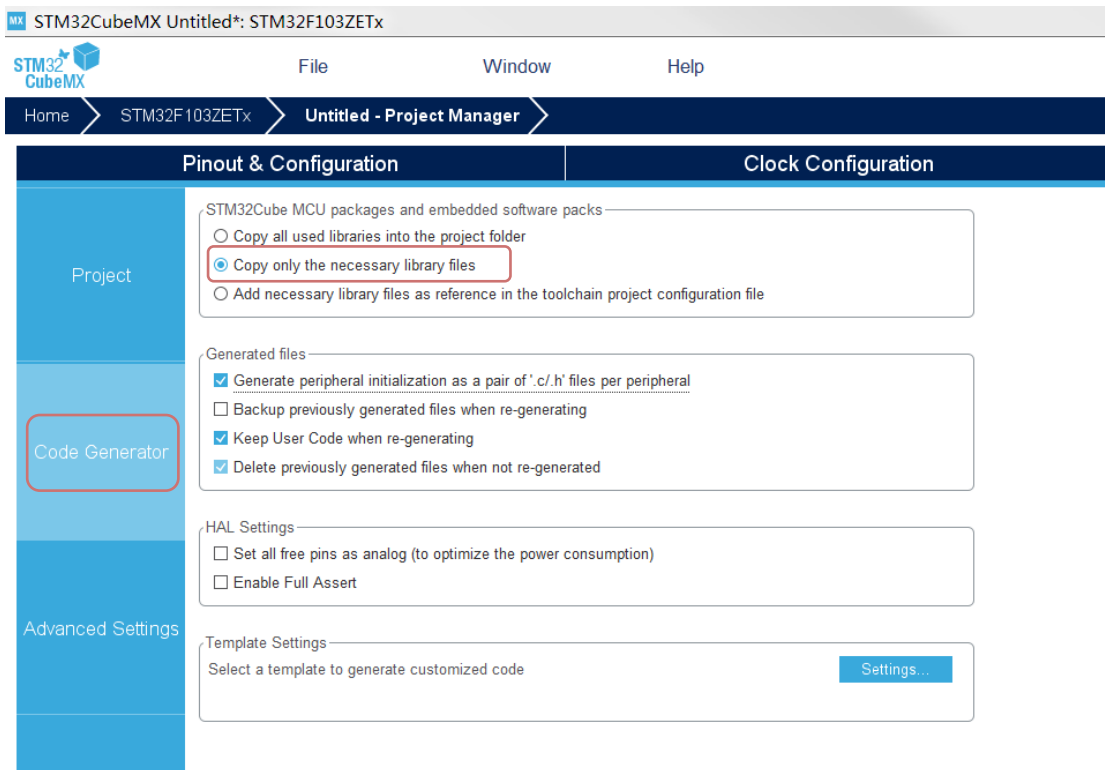 MX STM32CubeMX Untitled*: STM32F103ZETx
STM32
CubeMX
File Window Help
Home STM32F103ZETx Untitled - Project Manager
Pinout & Configuration Clock Configuration
Project
Code Generator
Advanced Settings
STM32Cube MCU packages and embedded software packs
Copy all used libraries into the project folder
Copy only the necessary library files
Add necessary library files as reference in the toolchain project configuration file
Generated files
Generate peripheral initialization as a pair of '.c/.h' files per peripheral
Backup previously generated files when re-generating
Keep User Code when re-generating
Delete previously generated files when not re-generated
HAL Settings
Set all free pins as analog (to optimize the power consumption)
Enable Full Assert
Template Settings
Select a template to generate customized code Settings...